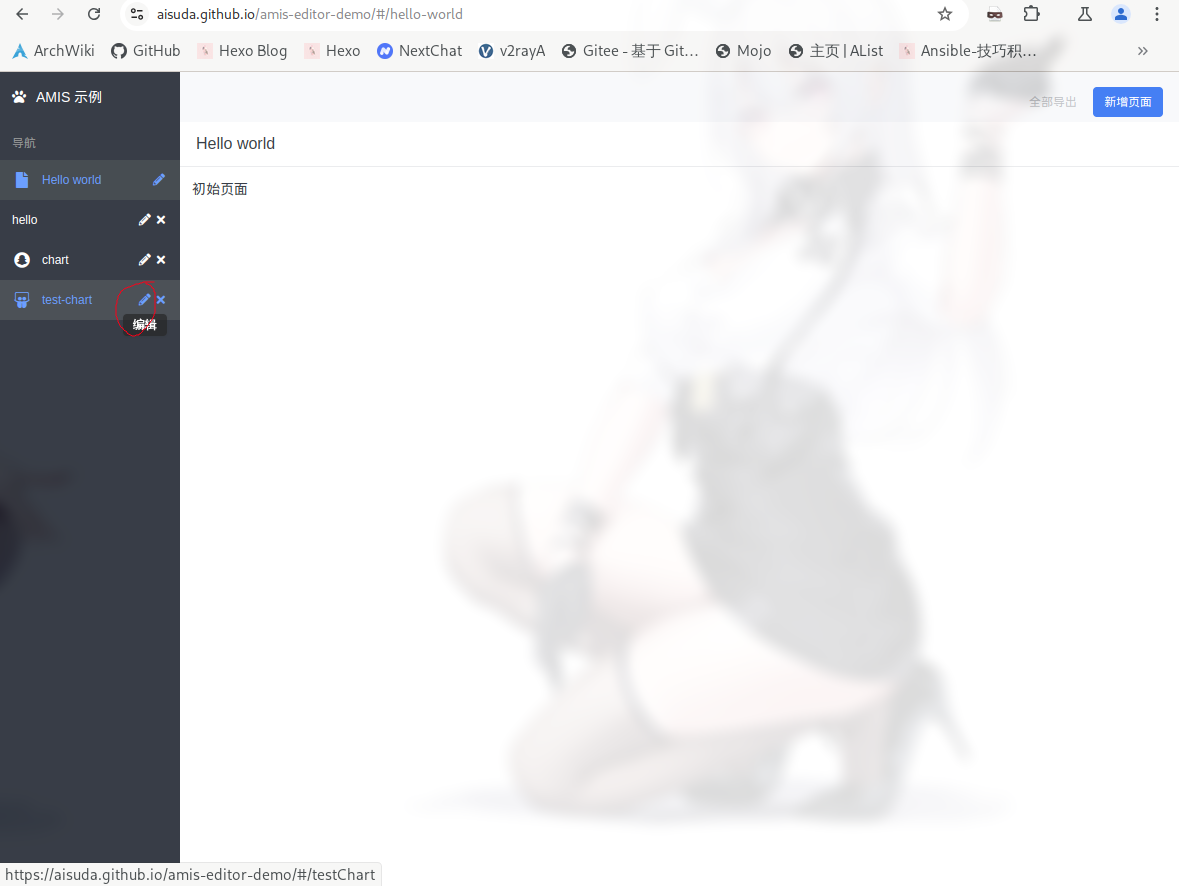 aisuda.github.io/amis-editor-demo/#/hello-world
ArchWiki GitHub Hexo Blog Hexo NextChat v2rayA Gitee - 基于 Git… Mojo 主页 | AList Ansible-技巧积…
AMIS 示例
全部导出 新增页面
导航
Hello world
Hello world
初始页面
hello
chart
test-chart
编辑
https://aisuda.github.io/amis-editor-demo/#/testChart